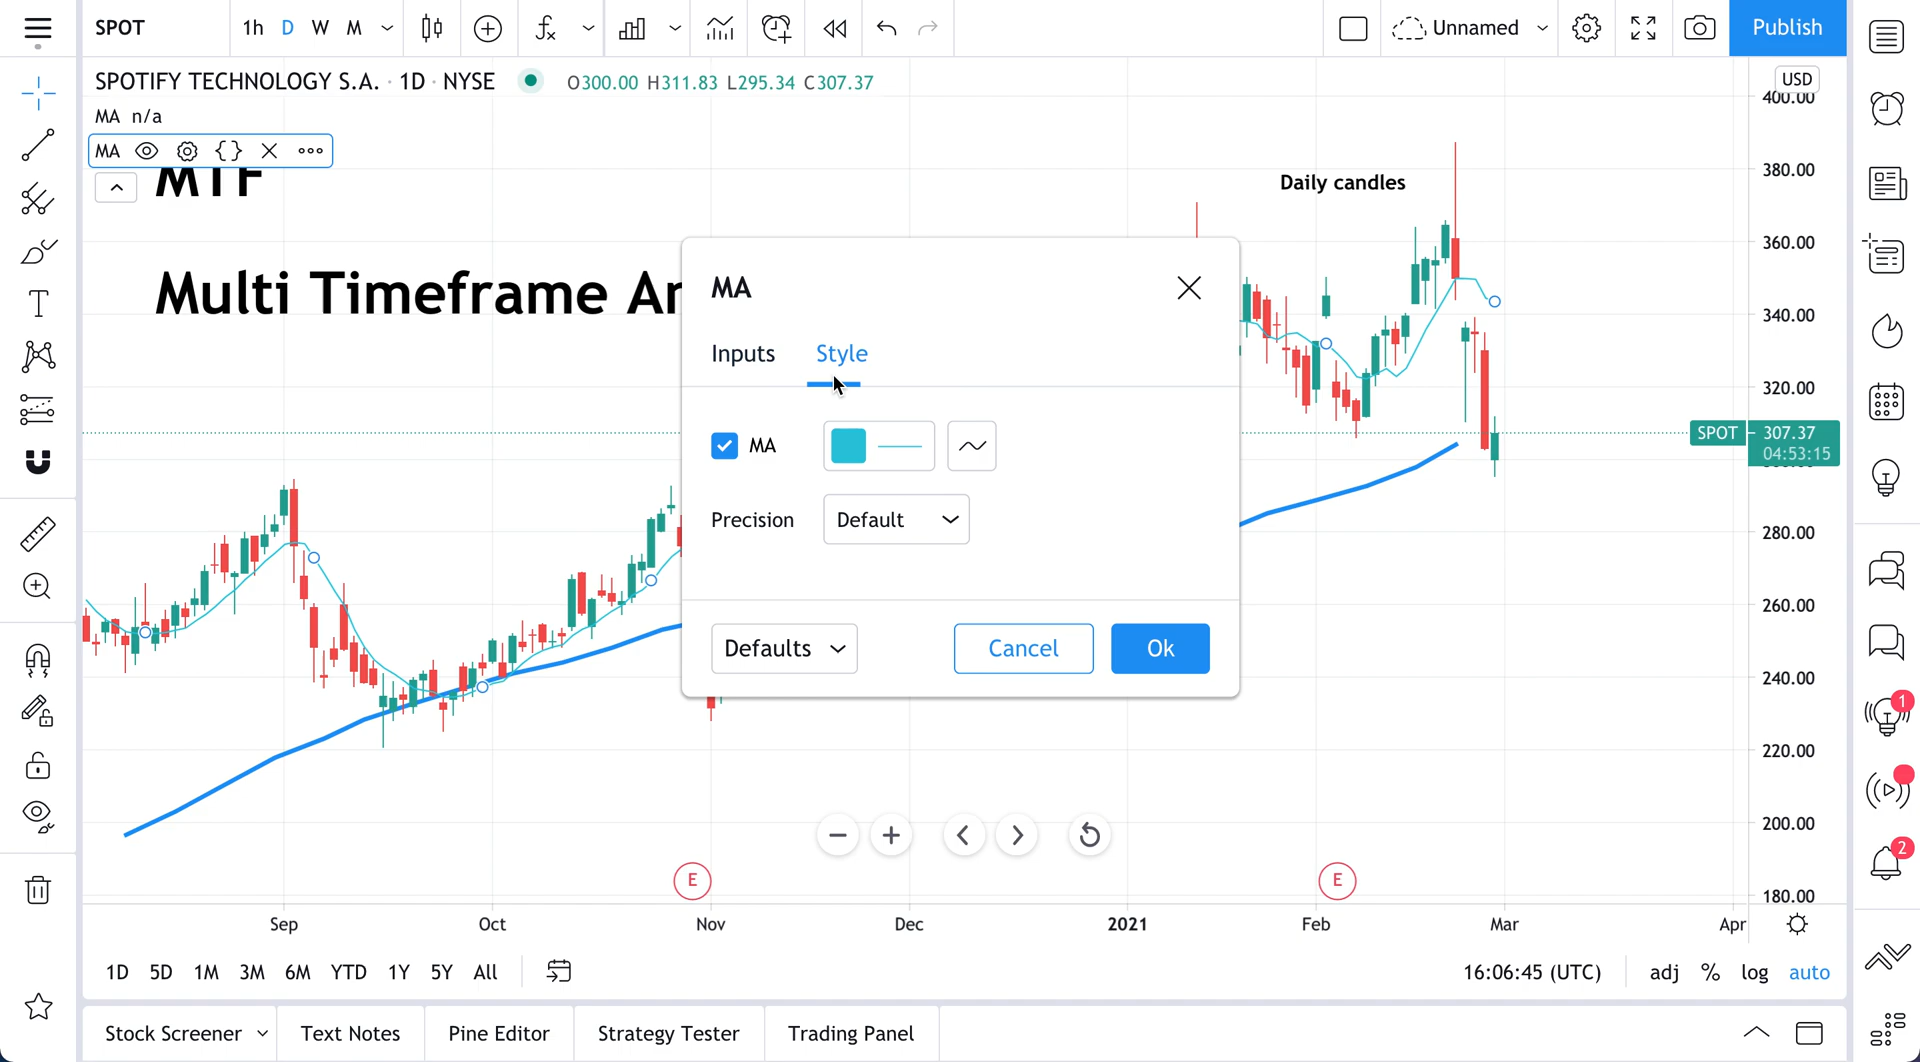 SPOT
1h D W M
Unnamed
Publish
SPOTIFY TECHNOLOGY S.A. · 1D · NYSE
O300.00 H311.83 L295.34 C307.37
USD
MA n/a
MA
MTF
Multi Timeframe
Daily candles
400.00
380.00
360.00
340.00
320.00
SPOT
307.37
04:53:15
280.00
260.00
240.00
220.00
200.00
180.00
MA
Inputs
Style
MA
Precision
Default
Defaults
Cancel
Ok
E
E
Sep
Oct
Nov
Dec
2021
Feb
Mar
Apr
1D 5D 1M 3M 6M YTD 1Y 5Y All
16:06:45 (UTC)
adj % log auto
Stock Screener
Text Notes
Pine Editor
Strategy Tester
Trading Panel
1
2